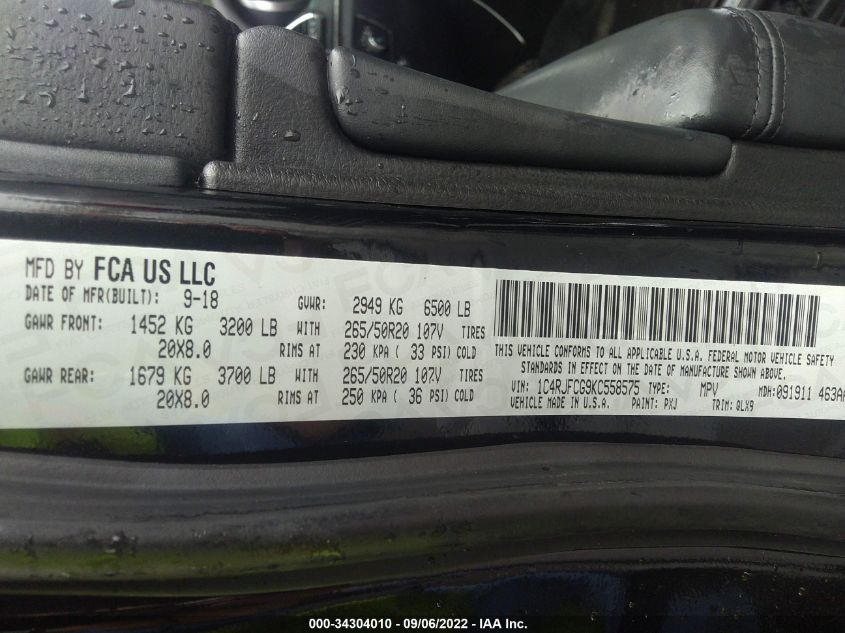 MFD BY FCA US LLC
DATE OF MFR(BUILT): 9-18 GVWR: 2949 KG 6500 LB
GAWR FRONT: 1452 KG 3200 LB WITH 265/50R20 107V TIRES
20X8.0 RIMS AT 230 KPA ( 33 PSI) COLD
GAWR REAR: 1679 KG 3700 LB WITH 265/50R20 107V TIRES
20X8.0 RIMS AT 250 KPA ( 36 PSI) COLD
THIS VEHICLE CONFORMS TO ALL APPLICABLE U.S.A. FEDERAL MOTOR VEHICLE SAFETY
STANDARDS IN EFFECT ON THE DATE OF MANUFACTURE SHOWN ABOVE.
VIN: 1C4RJFCG9KC558575 TYPE: MPV MDH:091911 463AA
VEHICLE MADE IN U.S.A. PAINT: PXJ TRIM: QLX9
000-34304010 - 09/06/2022 - IAA Inc.